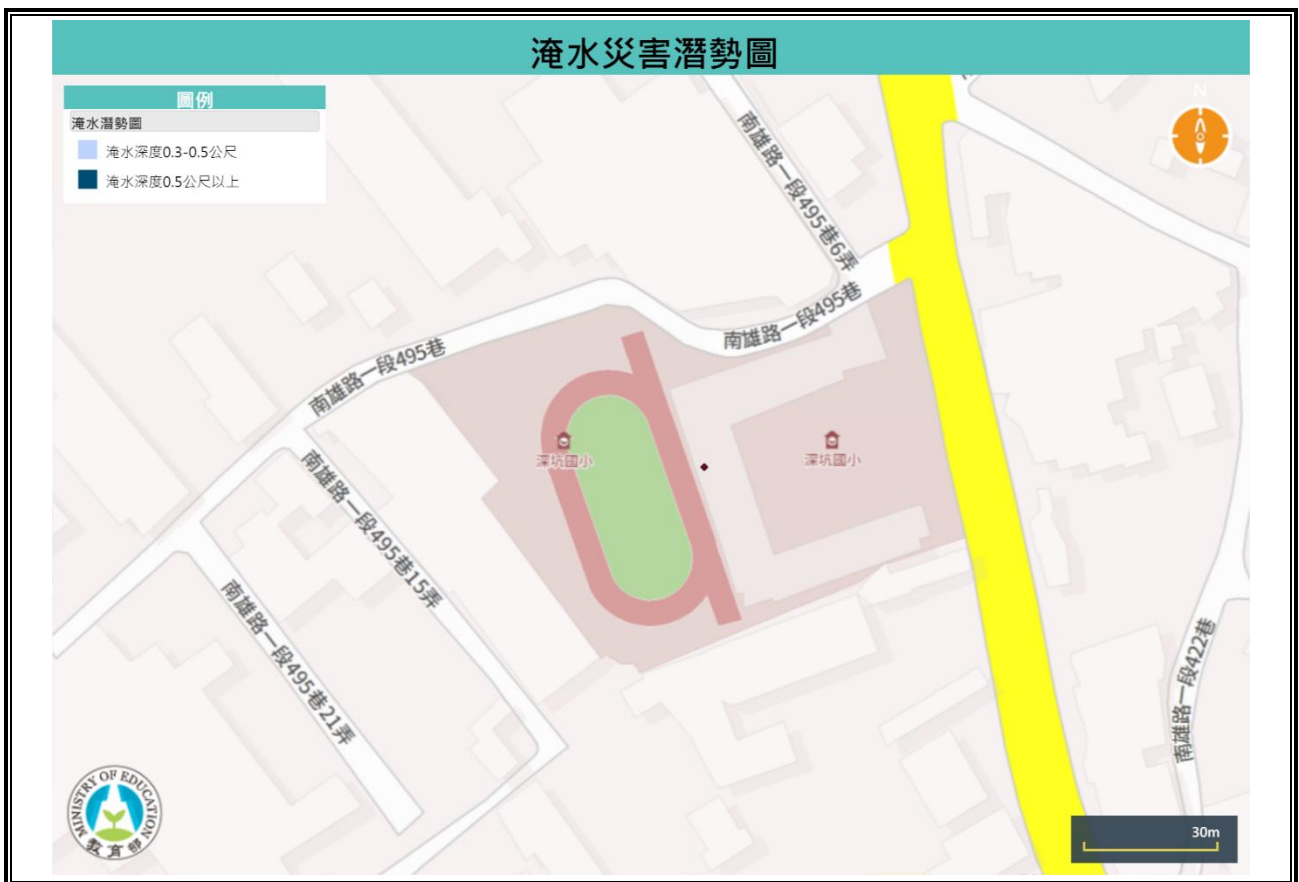 淹水災害潛勢圖
圖例
淹水潛勢圖
淹水深度0.3-0.5公尺
淹水深度0.5公尺以上
N
南雄路一段495巷6弄
南雄路一段495巷
南雄路一段495巷
深坑國小
深坑國小
南雄路一段495巷15弄
南雄路一段495巷21弄
南雄路一段422巷
MINISTRY OF EDUCATION
教育部
30m